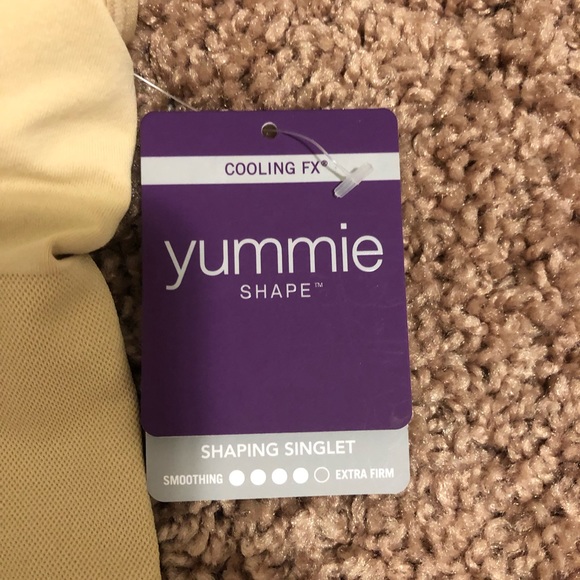 COOLING FX®
yummie
SHAPE™
SHAPING SINGLET
SMOOTHING EXTRA FIRM